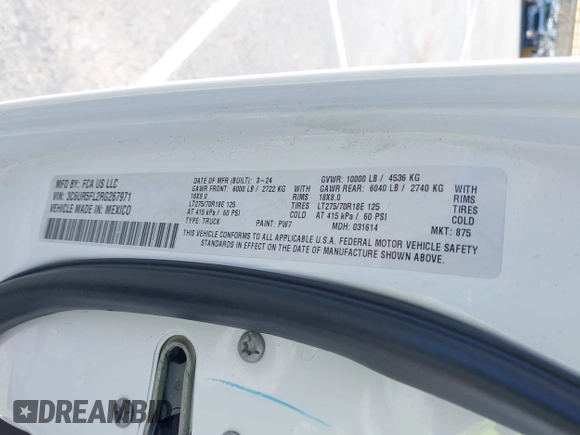 MFD BY: FCA US LLC
VIN: 3C6UR5FL2RG267971
VEHICLE MADE IN: MEXICO
DATE OF MFR (BUILT): 3-24
GAWR FRONT: 6000 LB / 2722 KG WITH
18X8.0 RIMS
LT275/70R18E 125 TIRES
AT 415 kPa / 60 PSI COLD
TYPE: TRUCK
PAINT: PW7
GVWR: 10000 LB / 4536 KG
GAWR REAR: 6040 LB / 2740 KG WITH
18X8.0 RIMS
LT275/70R18E 125 TIRES
AT 415 kPa / 60 PSI COLD
MDH: 031614
MKT: 875
THIS VEHICLE CONFORMS TO ALL APPLICABLE U.S.A. FEDERAL MOTOR VEHICLE SAFETY
STANDARDS IN EFFECT ON THE DATE OF MANUFACTURE SHOWN ABOVE.
DREAMBID